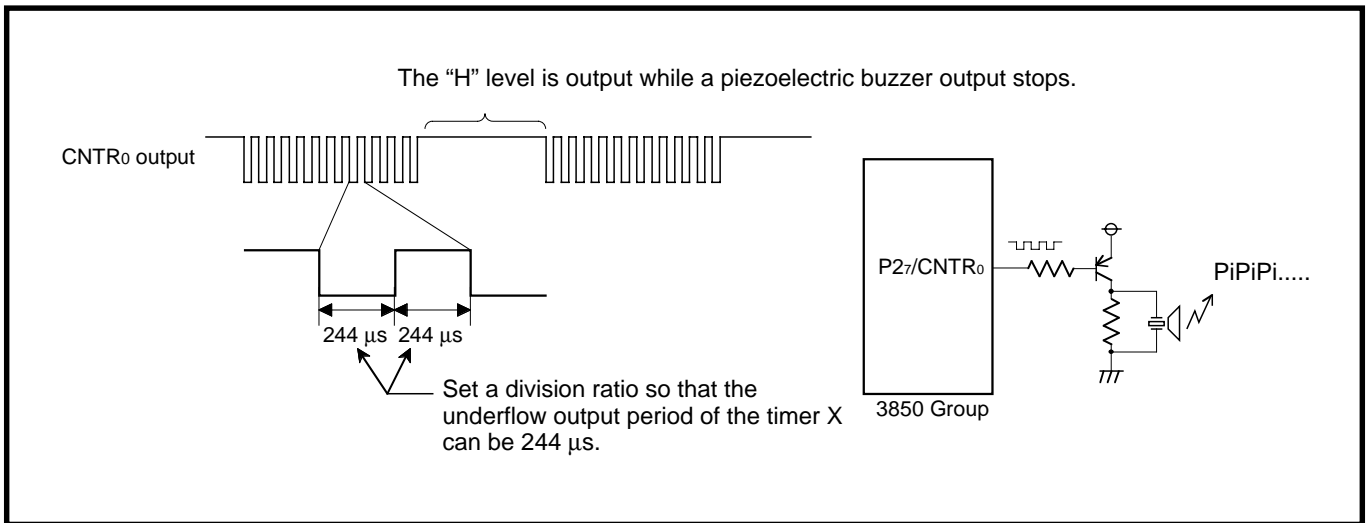 The “H” level is output while a piezoelectric buzzer output stops.
CNTR0 output
244 μs 244 μs
Set a division ratio so that the
underflow output period of the timer X
can be 244 μs.
P27/CNTR0
3850 Group
PiPiPi.....